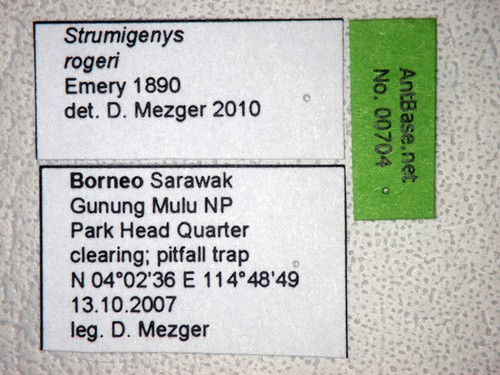 Strumigenys
rogeri
Emery 1890
det. D. Mezger 2010
Borneo Sarawak
Gunung Mulu NP
Park Head Quarter
clearing; pitfall trap
N 04°02'36 E 114°48'49
13.10.2007
leg. D. Mezger
AntBase.net
No. 00704